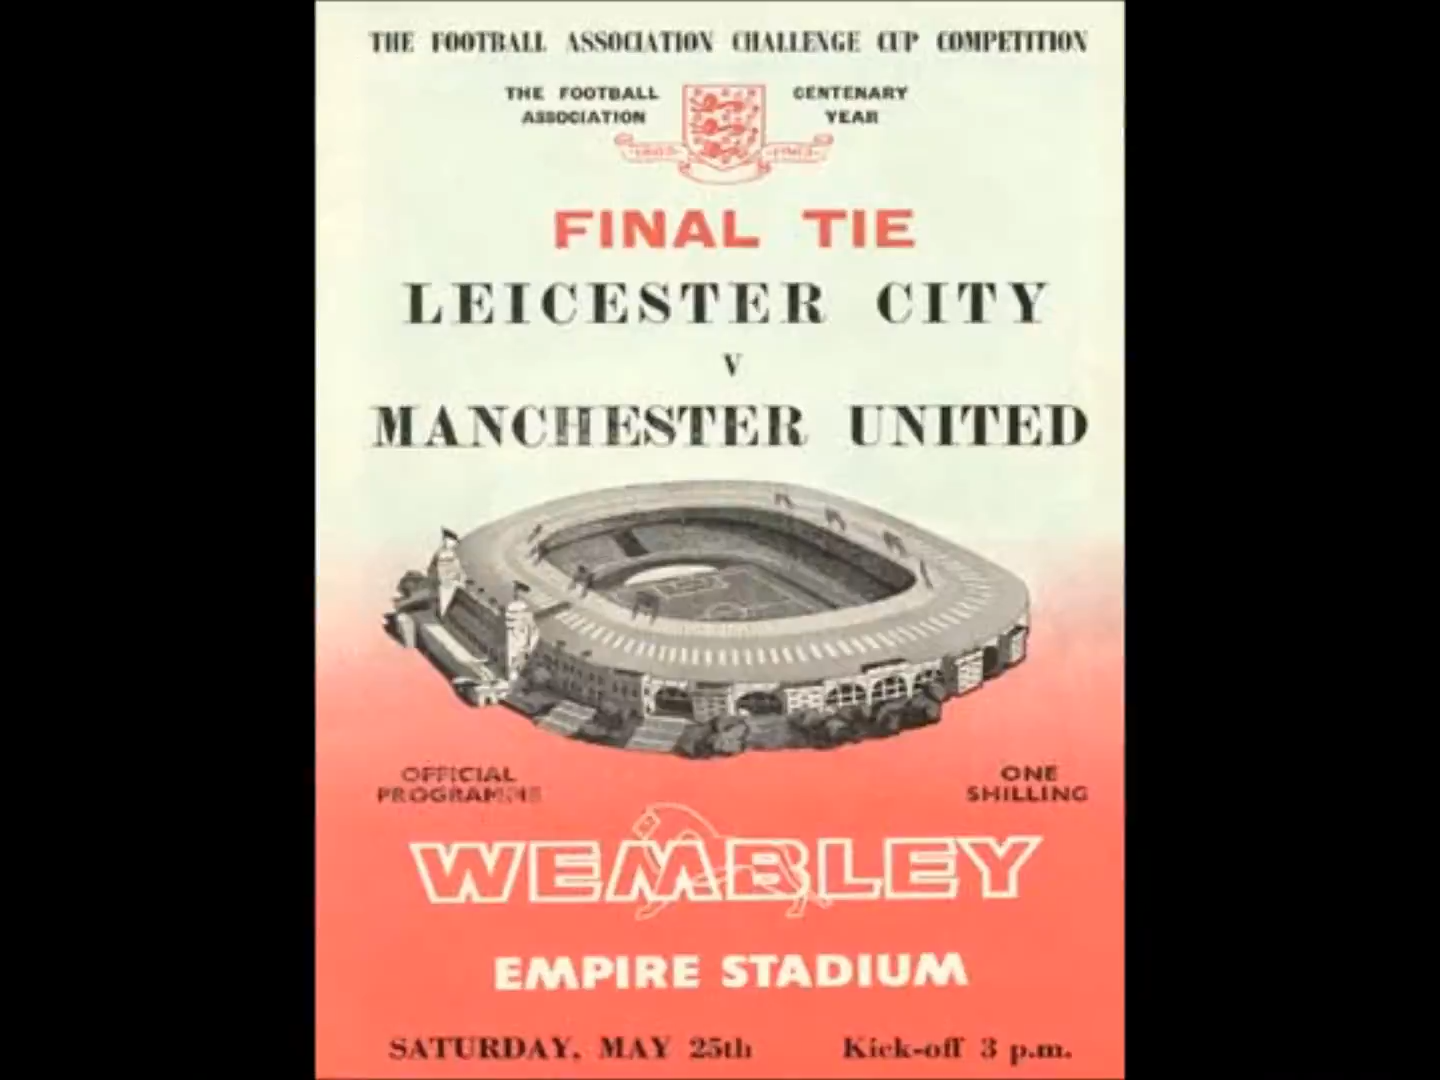 THE FOOTBALL ASSOCIATION CHALLENGE CUP COMPETITION
THE FOOTBALL ASSOCIATION
CENTENARY YEAR
FINAL TIE
LEICESTER CITY
v
MANCHESTER UNITED
OFFICIAL PROGRAMME
ONE SHILLING
WEMBLEY
EMPIRE STADIUM
SATURDAY, MAY 25th Kick-off 3 p.m.